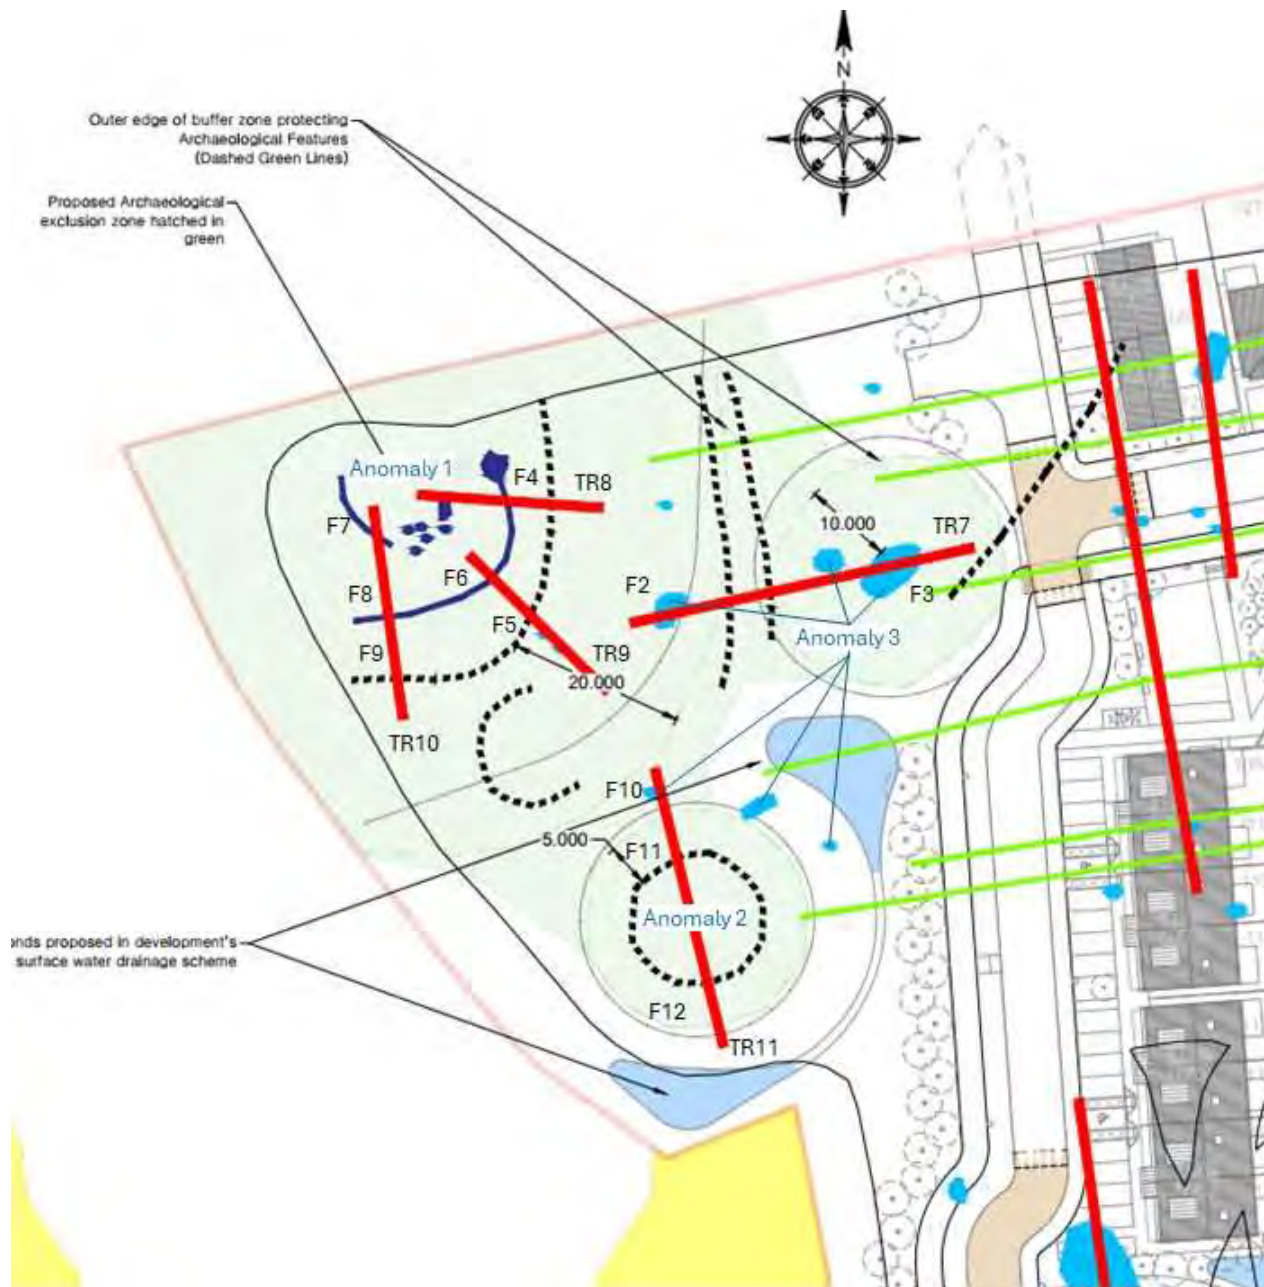 N
Outer edge of buffer zone protecting
Archaeological Features
(Dashed Green Lines)
Proposed Archaeological
exclusion zone hatched in
green
Anomaly 1
F4
TR8
F7
10.000
TR7
F6
F8
F2
F3
F5
Anomaly 3
F9
TR9
20.000
TR10
F10
5.000
F11
Anomaly 2
onds proposed in development's
surface water drainage scheme
F12
TR11